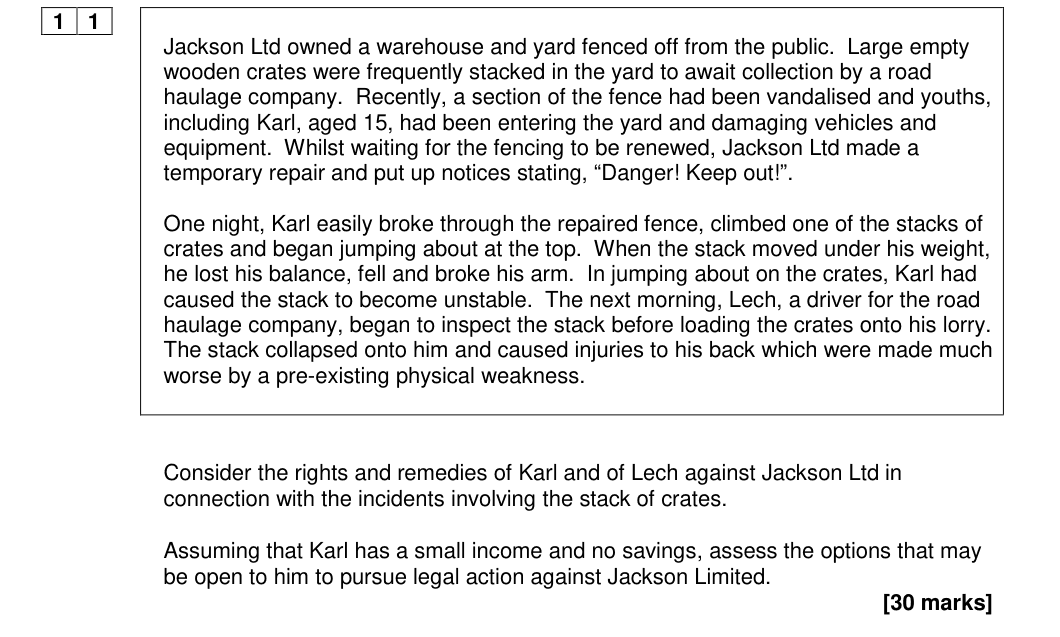 1 1
Jackson Ltd owned a warehouse and yard fenced off from the public. Large empty
wooden crates were frequently stacked in the yard to await collection by a road
haulage company. Recently, a section of the fence had been vandalised and youths,
including Karl, aged 15, had been entering the yard and damaging vehicles and
equipment. Whilst waiting for the fencing to be renewed, Jackson Ltd made a
temporary repair and put up notices stating, “Danger! Keep out!”.
One night, Karl easily broke through the repaired fence, climbed one of the stacks of
crates and began jumping about at the top. When the stack moved under his weight,
he lost his balance, fell and broke his arm. In jumping about on the crates, Karl had
caused the stack to become unstable. The next morning, Lech, a driver for the road
haulage company, began to inspect the stack before loading the crates onto his lorry.
The stack collapsed onto him and caused injuries to his back which were made much
worse by a pre-existing physical weakness.
Consider the rights and remedies of Karl and of Lech against Jackson Ltd in
connection with the incidents involving the stack of crates.
Assuming that Karl has a small income and no savings, assess the options that may
be open to him to pursue legal action against Jackson Limited.
[30 marks]